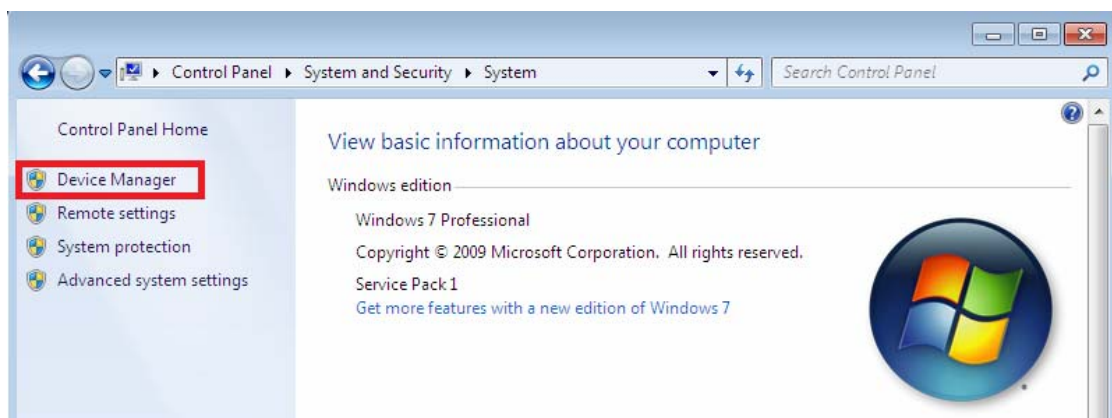 Control Panel ▸ System and Security ▸ System
Search Control Panel
Control Panel Home
Device Manager
Remote settings
System protection
Advanced system settings
View basic information about your computer
Windows edition
Windows 7 Professional
Copyright © 2009 Microsoft Corporation. All rights reserved.
Service Pack 1
Get more features with a new edition of Windows 7